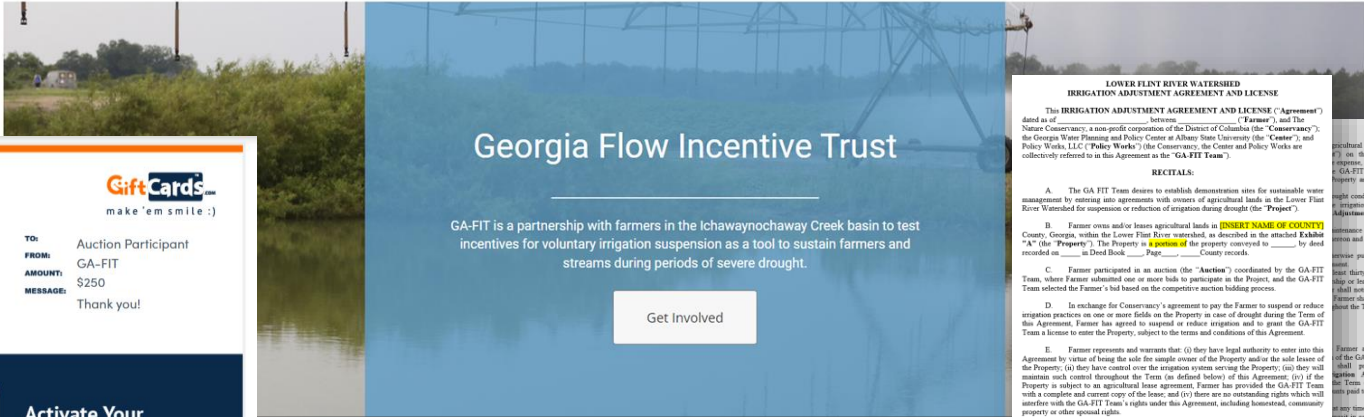 GiftCards.com
make 'em smile :)
TO: Auction Participant
FROM: GA-FIT
AMOUNT: $250
MESSAGE: Thank you!
Activate Your
Georgia Flow Incentive Trust
GA-FIT is a partnership with farmers in the Ichawaynochaway Creek basin to test
incentives for voluntary irrigation suspension as a tool to sustain farmers and
streams during periods of severe drought.
Get Involved
LOWER FLINT RIVER WATERSHED
IRRIGATION ADJUSTMENT AGREEMENT AND LICENSE
This IRRIGATION ADJUSTMENT AGREEMENT AND LICENSE ("Agreement")
dated as of ____________________, between ________________ ("Farmer"), and The
Nature Conservancy, a non-profit corporation of the District of Columbia (the "Conservancy");
the Georgia Water Planning and Policy Center at Albany State University (the "Center"); and
Policy Works, LLC ("Policy Works") (the Conservancy, the Center and Policy Works are
collectively referred to in this Agreement as the "GA-FIT Team").
RECITALS:
A. The GA FIT Team desires to establish demonstration sites for sustainable water
management by entering into agreements with owners of agricultural lands in the Lower Flint
River Watershed for suspension or reduction of irrigation during drought (the "Project").
B. Farmer owns and/or leases agricultural lands in [INSERT NAME OF COUNTY]
County, Georgia, within the Lower Flint River watershed, as described in the attached Exhibit
"A" (the "Property"). The Property is a portion of the property conveyed to ______, by deed
recorded on _____ in Deed Book ____, Page____, _____County records.
C. Farmer participated in an auction (the "Auction") coordinated by the GA-FIT
Team, where Farmer submitted one or more bids to participate in the Project, and the GA-FIT
Team selected the Farmer's bid based on the competitive auction bidding process.
D. In exchange for Conservancy's agreement to pay the Farmer to suspend or reduce
irrigation practices on one or more fields on the Property in case of drought during the Term of
this Agreement, Farmer has agreed to suspend or reduce irrigation and to grant the GA-FIT
Team a license to enter the Property, subject to the terms and conditions of this Agreement.
E. Farmer represents and warrants that: (i) they have legal authority to enter into this
Agreement by virtue of being the sole fee simple owner of the Property and/or the sole lessee of
the Property; (ii) they have control over the irrigation system serving the Property; (iii) they will
maintain such control throughout the Term (as defined below) of this Agreement; (iv) if the
Property is subject to an agricultural lease agreement, Farmer has provided the GA-FIT Team
with a complete and current copy of the lease; and (iv) there are no outstanding rights which will
interfere with the GA-FIT Team's rights under this Agreement, including homestead, community
property or other spousal rights.